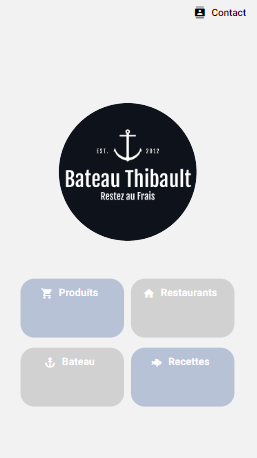 Contact
EST. 2012
Bateau Thibault
Restez au Frais
Produits
Restaurants
Bateau
Recettes